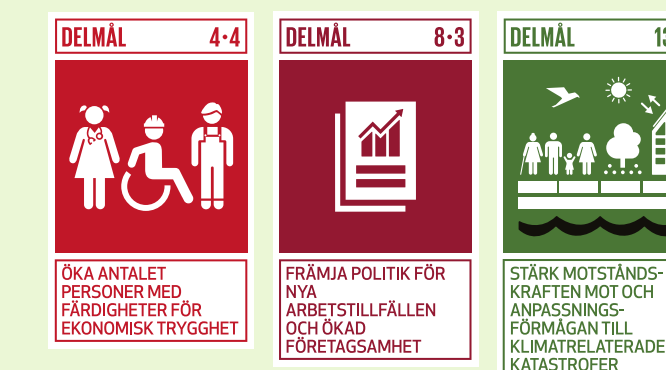 DELMÅL 4·4
ÖKA ANTALET
PERSONER MED
FÄRDIGHETER FÖR
EKONOMISK TRYGGHET
DELMÅL 8·3
FRÄMJA POLITIK FÖR
NYA
ARBETSTILLFÄLLEN
OCH ÖKAD
FÖRETAGSAMHET
DELMÅL 13
STÄRK MOTSTÅNDS-
KRAFTEN MOT OCH
ANPASSNINGS-
FÖRMÅGAN TILL
KLIMATRELATERADE
KATASTROFER